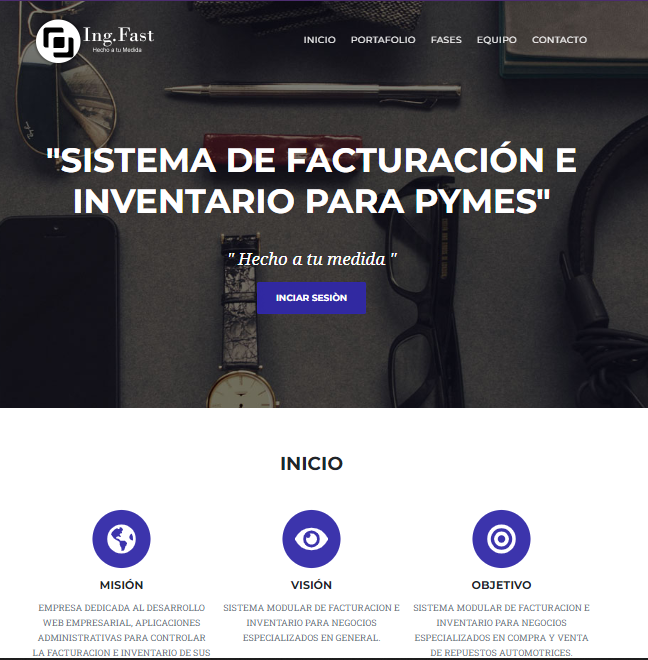 Ing.Fast
Hecho a tu Medida
INICIO PORTAFOLIO FASES EQUIPO CONTACTO
"SISTEMA DE FACTURACIÓN E
INVENTARIO PARA PYMES"
" Hecho a tu medida "
INCIAR SESIÒN
INICIO
MISIÓN
EMPRESA DEDICADA AL DESARROLLO
WEB EMPRESARIAL, APLICACIONES
ADMINISTRATIVAS PARA CONTROLAR
LA FACTURACION E INVENTARIO DE SUS
VISIÓN
SISTEMA MODULAR DE FACTURACION E
INVENTARIO PARA NEGOCIOS
ESPECIALIZADOS EN GENERAL.
OBJETIVO
SISTEMA MODULAR DE FACTURACION E
INVENTARIO PARA NEGOCIOS
ESPECIALIZADOS EN COMPRA Y VENTA
DE REPUESTOS AUTOMOTRICES.